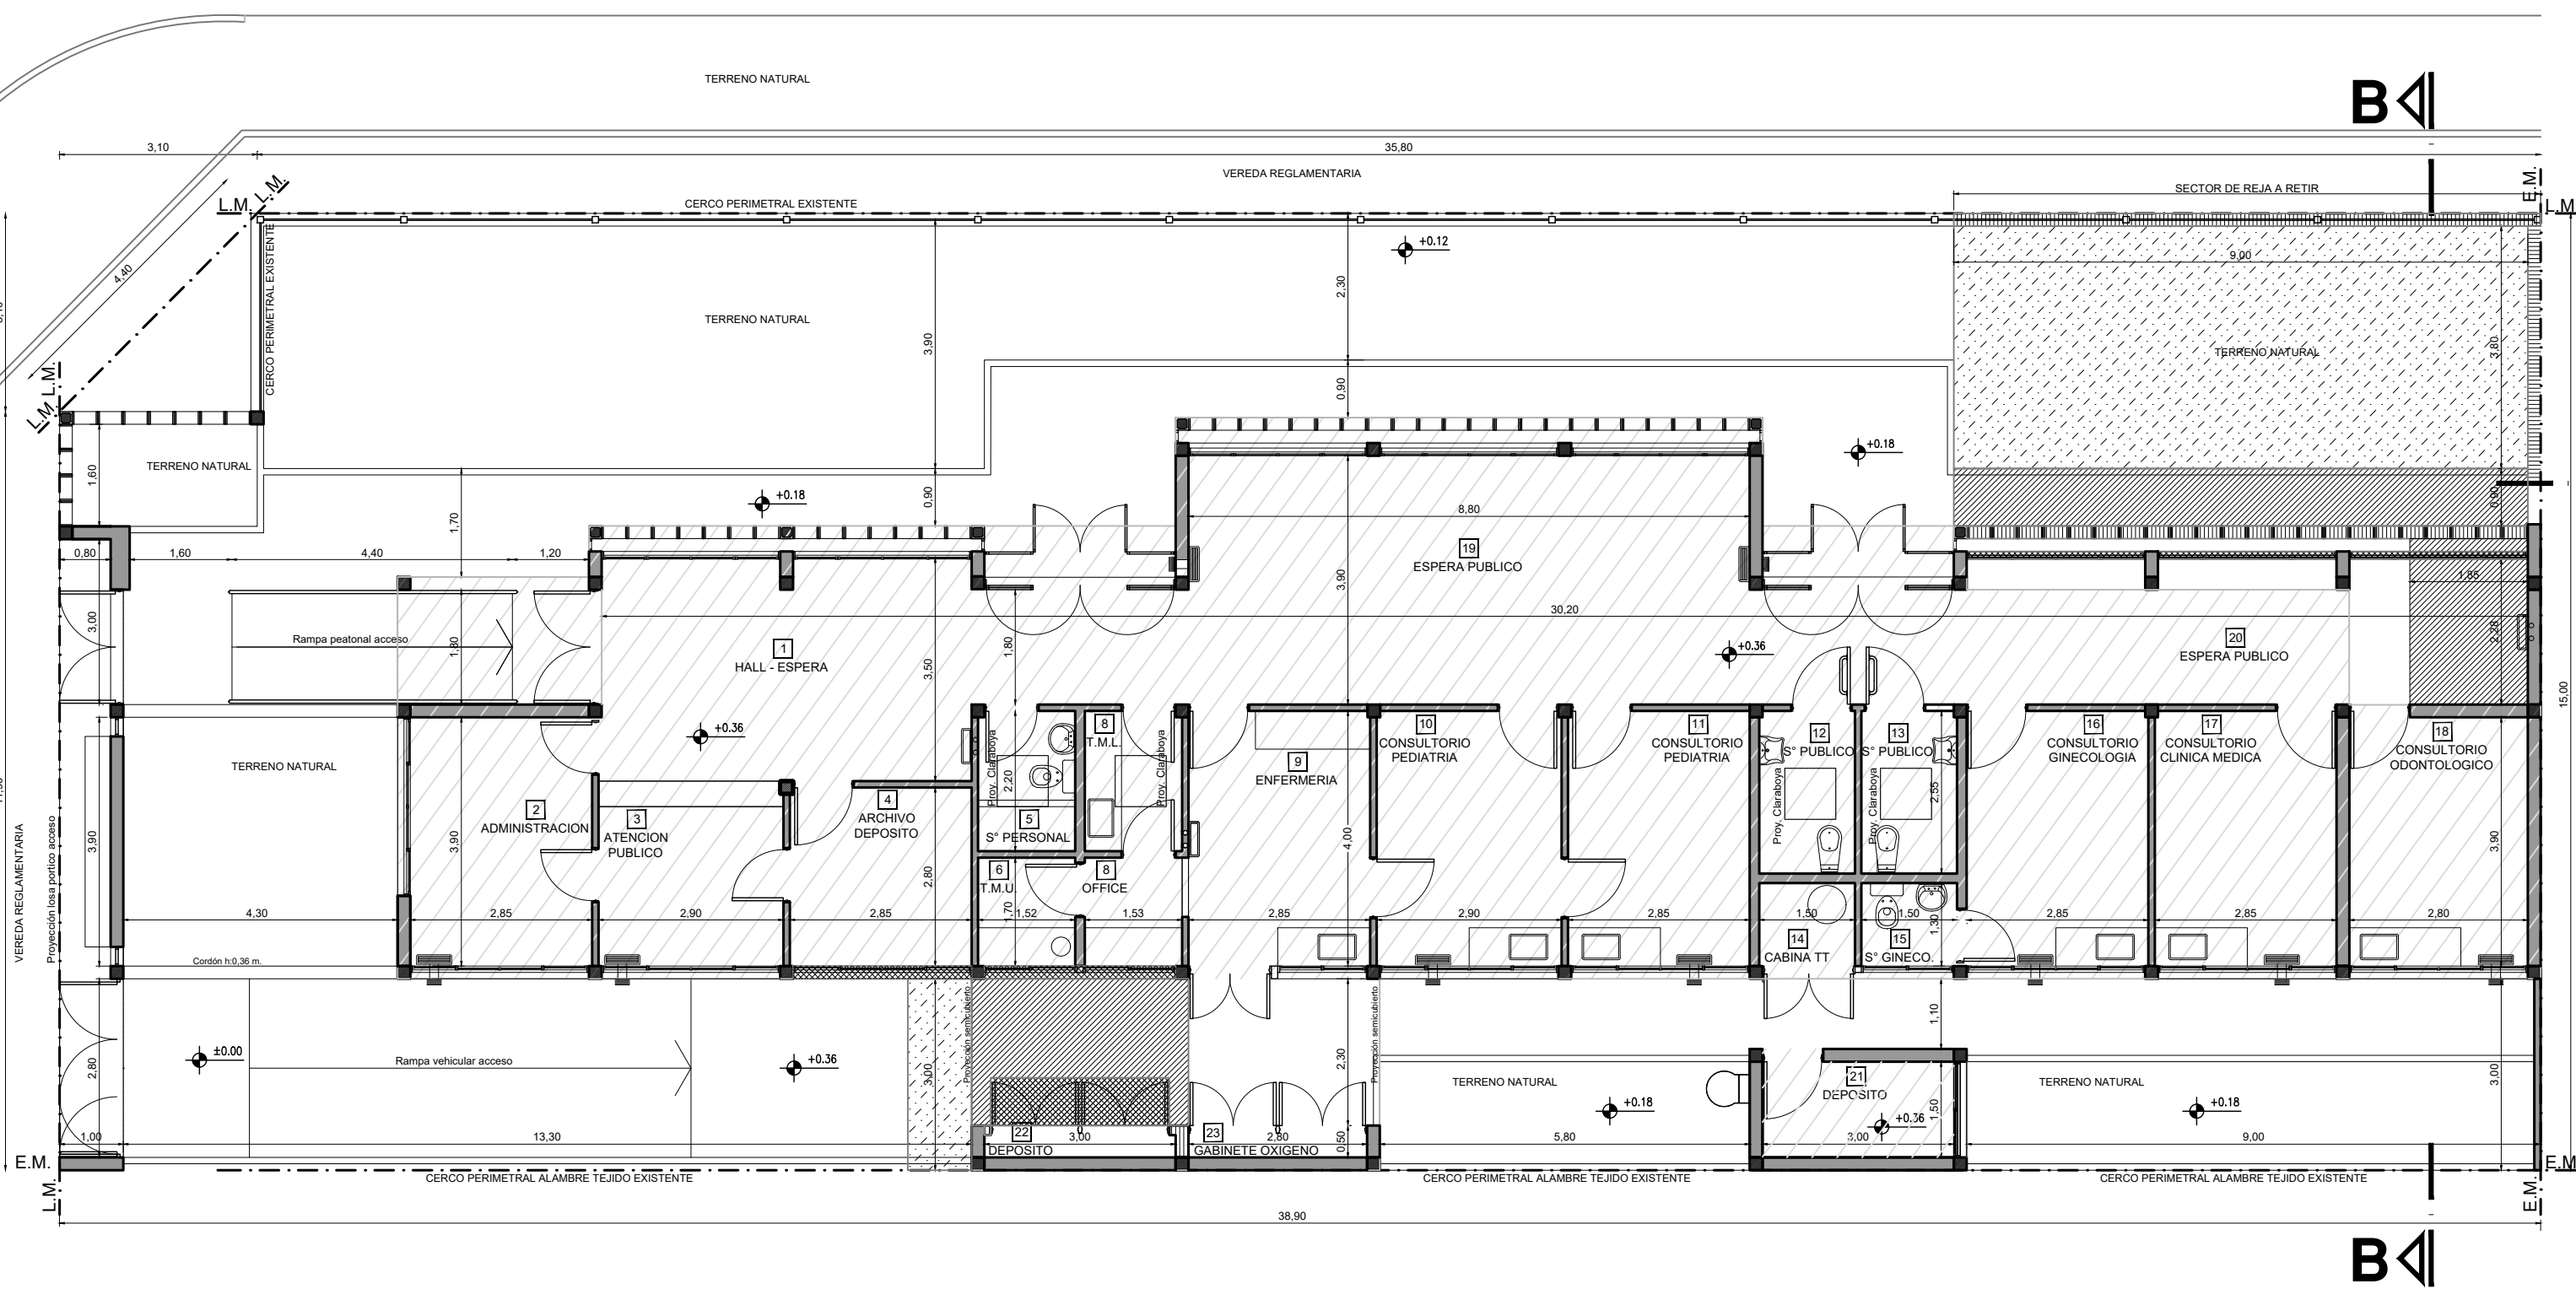 TERRENO NATURAL
B
3,10
35,80
VEREDA REGLAMENTARIA
SECTOR DE REJA A RETIR
E.M.
L.M.
L.M.
CERCO PERIMETRAL EXISTENTE
L.M
CERCO PERIMETRAL EXISTENTE
+0.12
9,00
4,40
2,30
TERRENO NATURAL
3,90
TERRENO NATURAL
3,80
L.M.
L.M.
0,90
+0.18
TERRENO NATURAL
1,60
+0.18
0,90
0,90
1,70
8,80
0,80
1,60
4,40
1,20
19
ESPERA PUBLICO
3,90
1,85
30,20
3,00
Rampa peatonal acceso
1,80
1
HALL - ESPERA
3,50
1,80
+0.36
20
ESPERA PUBLICO
2,28
15,00
+0.36
TERRENO NATURAL
Proy. Claraboya
2,20
8
T.M.L.
Proy. Claraboya
9
ENFERMERIA
10
CONSULTORIO
PEDIATRIA
11
CONSULTORIO
PEDIATRIA
12
S° PUBLICO
13
S° PUBLICO
16
CONSULTORIO
GINECOLOGIA
17
CONSULTORIO
CLINICA MEDICA
18
CONSULTORIO
ODONTOLOGICO
Proy. Claraboya
Proy. Claraboya
2,55
2
ADMINISTRACION
3
ATENCION
PUBLICO
4
ARCHIVO
DEPOSITO
5
S° PERSONAL
VEREDA REGLAMENTARIA
Proyección losa portico acceso
3,90
3,90
2,80
4,00
3,90
6
T.M.U.
8
OFFICE
1,70
4,30
2,85
2,90
2,85
1,52
1,53
2,85
2,90
2,85
1,50
1,50
1,30
2,85
2,85
2,80
14
CABINA TT
15
S° GINECO.
Cordón h:0,36 m.
Proyección semicubierto
Proyección semicubierto
1,10
±0.00
Rampa vehicular acceso
+0.36
2,80
3,00
2,30
TERRENO NATURAL
21
DEPOSITO
TERRENO NATURAL
3,00
+0.18
+0.36
1,50
+0.18
1,00
13,30
22
3,00
DEPOSITO
23
2,80
GABINETE OXIGENO
0,50
5,80
3,00
9,00
E.M.
E.M
CERCO PERIMETRAL ALAMBRE TEJIDO EXISTENTE
CERCO PERIMETRAL ALAMBRE TEJIDO EXISTENTE
CERCO PERIMETRAL ALAMBRE TEJIDO EXISTENTE
L.M.
E.M.
38,90
B